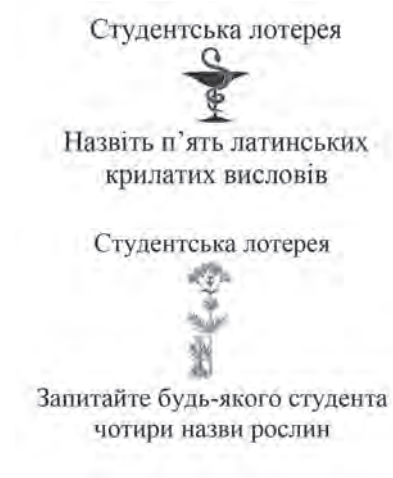 Студентська лотерея
Назвіть п’ять латинських
крилатих висловів
Студентська лотерея
Запитайте будь-якого студента
чотири назви рослин